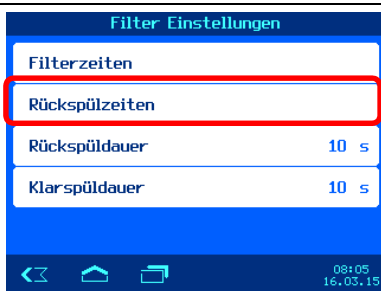 Filter Einstellungen
Filterzeiten
Rückspülzeiten
Rückspüldauer 10 s
Klarspüldauer 10 s
08:05
16.03.15